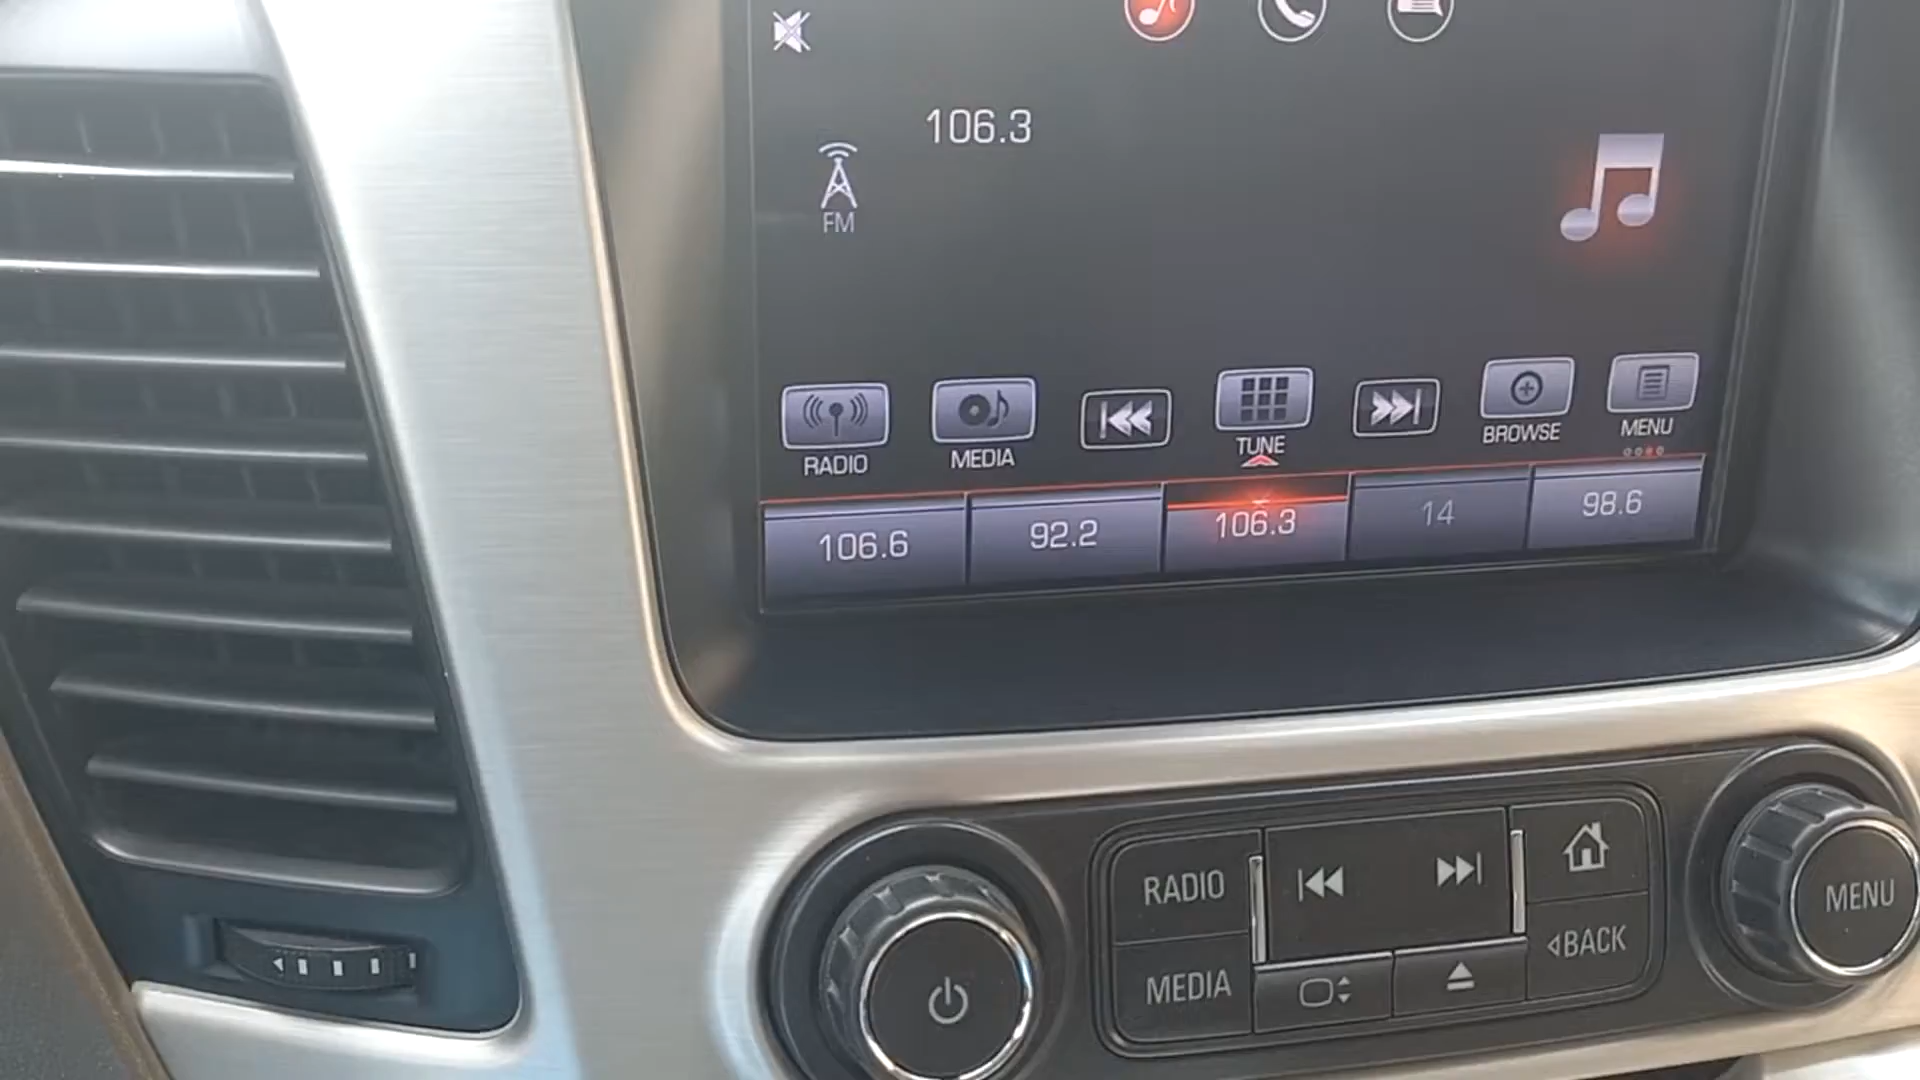 106.3
FM
RADIO
MEDIA
TUNE
BROWSE
MENU
106.6
92.2
106.3
14
98.6
RADIO
MEDIA
BACK
MENU